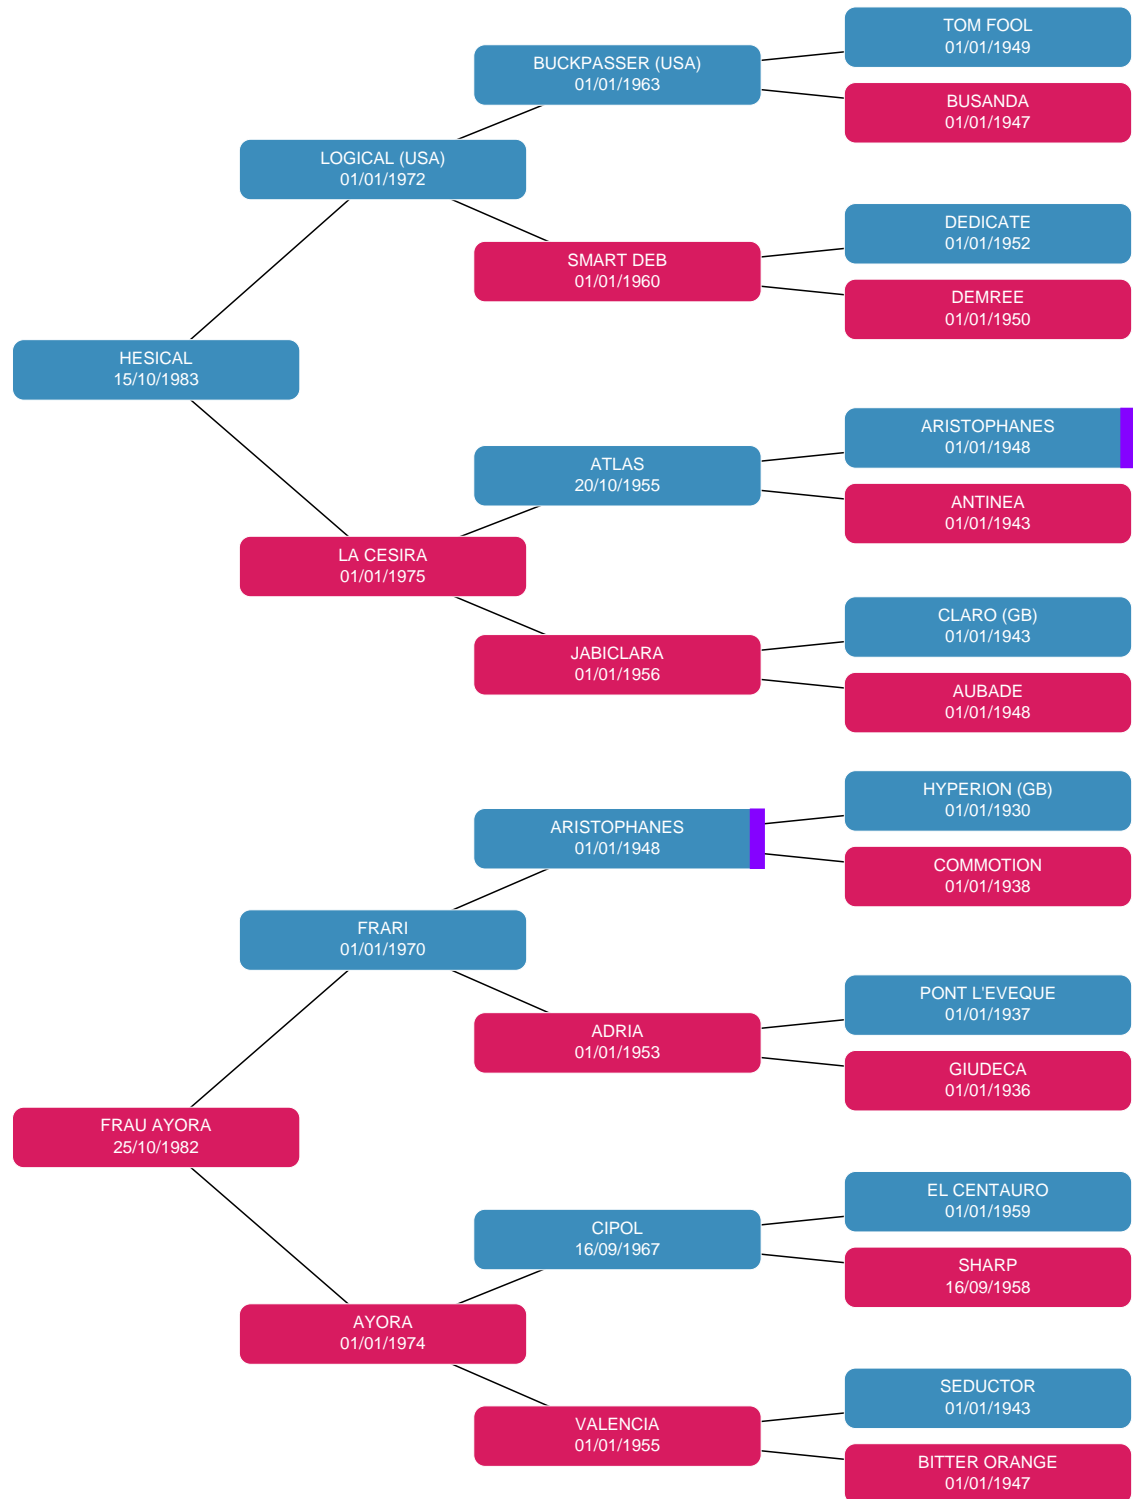 TOM FOOL
01/01/1949
BUCKPASSER (USA)
01/01/1963
BUSANDA
01/01/1947
LOGICAL (USA)
01/01/1972
DEDICATE
01/01/1952
SMART DEB
01/01/1960
DEMREE
01/01/1950
HESICAL
15/10/1983
ARISTOPHANES
01/01/1948
ATLAS
20/10/1955
ANTINEA
01/01/1943
LA CESIRA
01/01/1975
CLARO (GB)
01/01/1943
JABICLARA
01/01/1956
AUBADE
01/01/1948
HYPERION (GB)
01/01/1930
ARISTOPHANES
01/01/1948
COMMOTION
01/01/1938
FRARI
01/01/1970
PONT L'EVEQUE
01/01/1937
ADRIA
01/01/1953
GIUDECA
01/01/1936
FRAU AYORA
25/10/1982
EL CENTAURO
01/01/1959
CIPOL
16/09/1967
SHARP
16/09/1958
AYORA
01/01/1974
SEDUCTOR
01/01/1943
VALENCIA
01/01/1955
BITTER ORANGE
01/01/1947